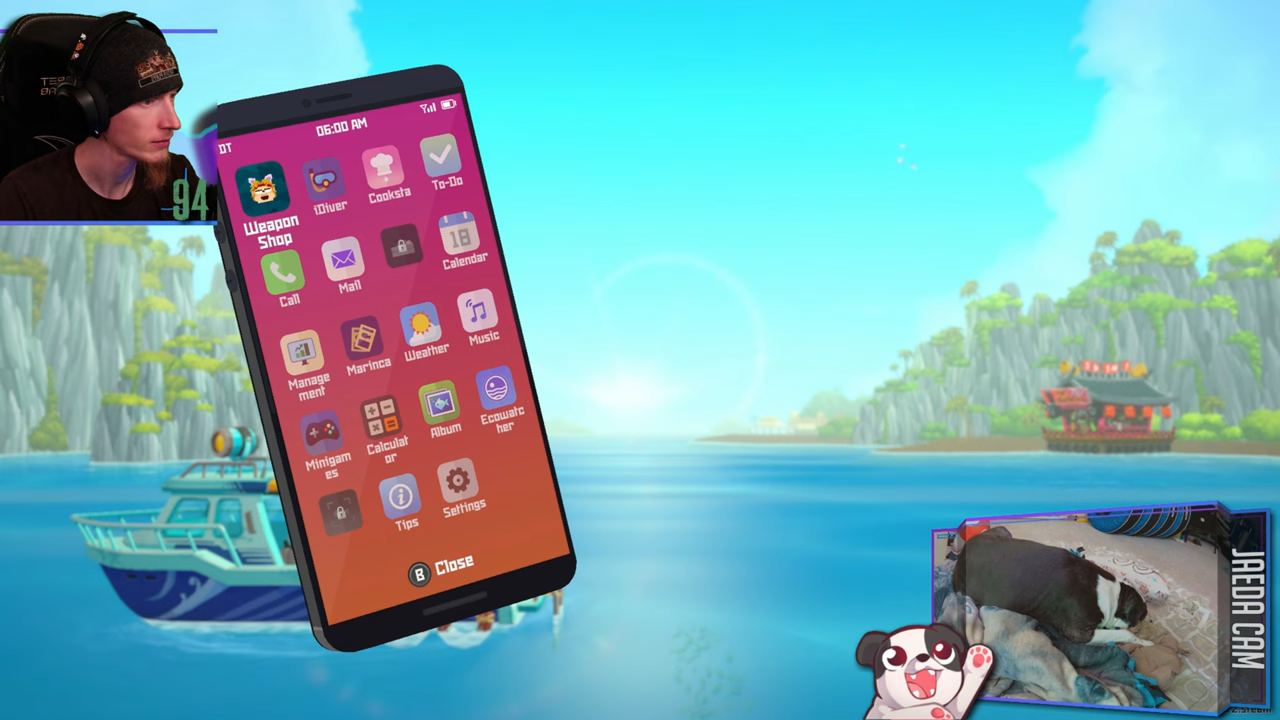 94
06:00 AM
Weapon
Shop
iDiver
Cooksta
To-Do
Call
Mail
18
Calendar
Manage
ment
Marinca
Weather
Music
Minigam
es
Calculat
or
Album
Ecowatc
her
Tips
Settings
B Close
JAEDA CAM